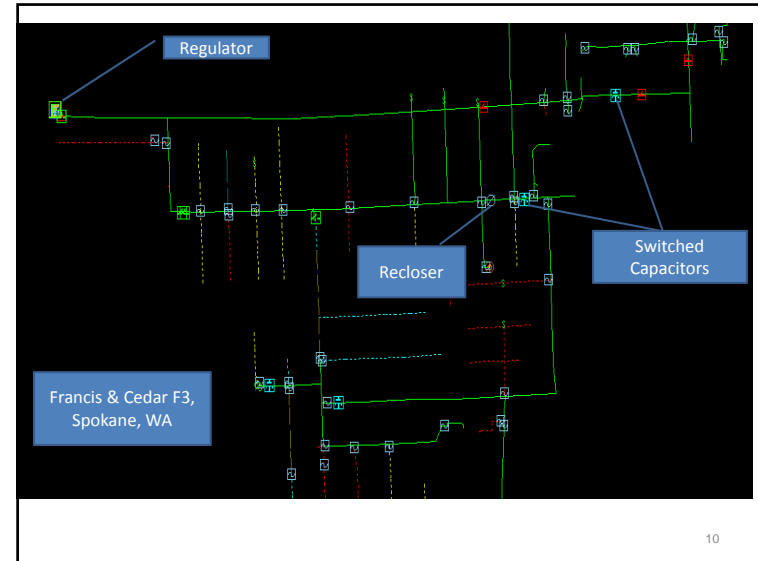 Regulator
Recloser
Switched
Capacitors
Francis & Cedar F3,
Spokane, WA
10